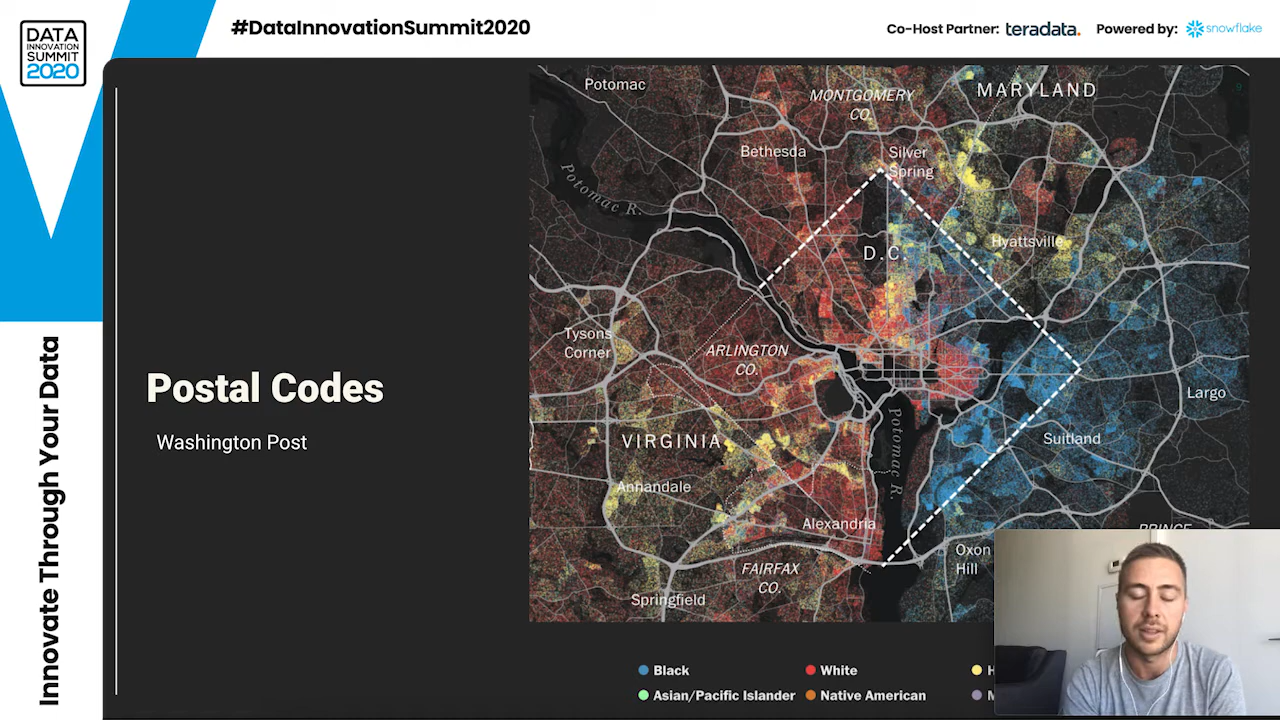 DATA
INNOVATION
SUMMIT
2020
#DataInnovationSummit2020
Co-Host Partner: teradata.
Powered by: snowflake
Innovate Through Your Data
Postal Codes
Washington Post
9
Potomac
MONTGOMERY
CO.
MARYLAND
Bethesda
Silver
Spring
Potomac R.
D.C.
Hyattsville
Tysons
Corner
ARLINGTON
CO.
Largo
VIRGINIA
Potomac R.
Suitland
Annandale
Alexandria
PRINCE
Oxon
Hill
FAIRFAX
CO.
Springfield
Black
White
H
Asian/Pacific Islander
Native American
M